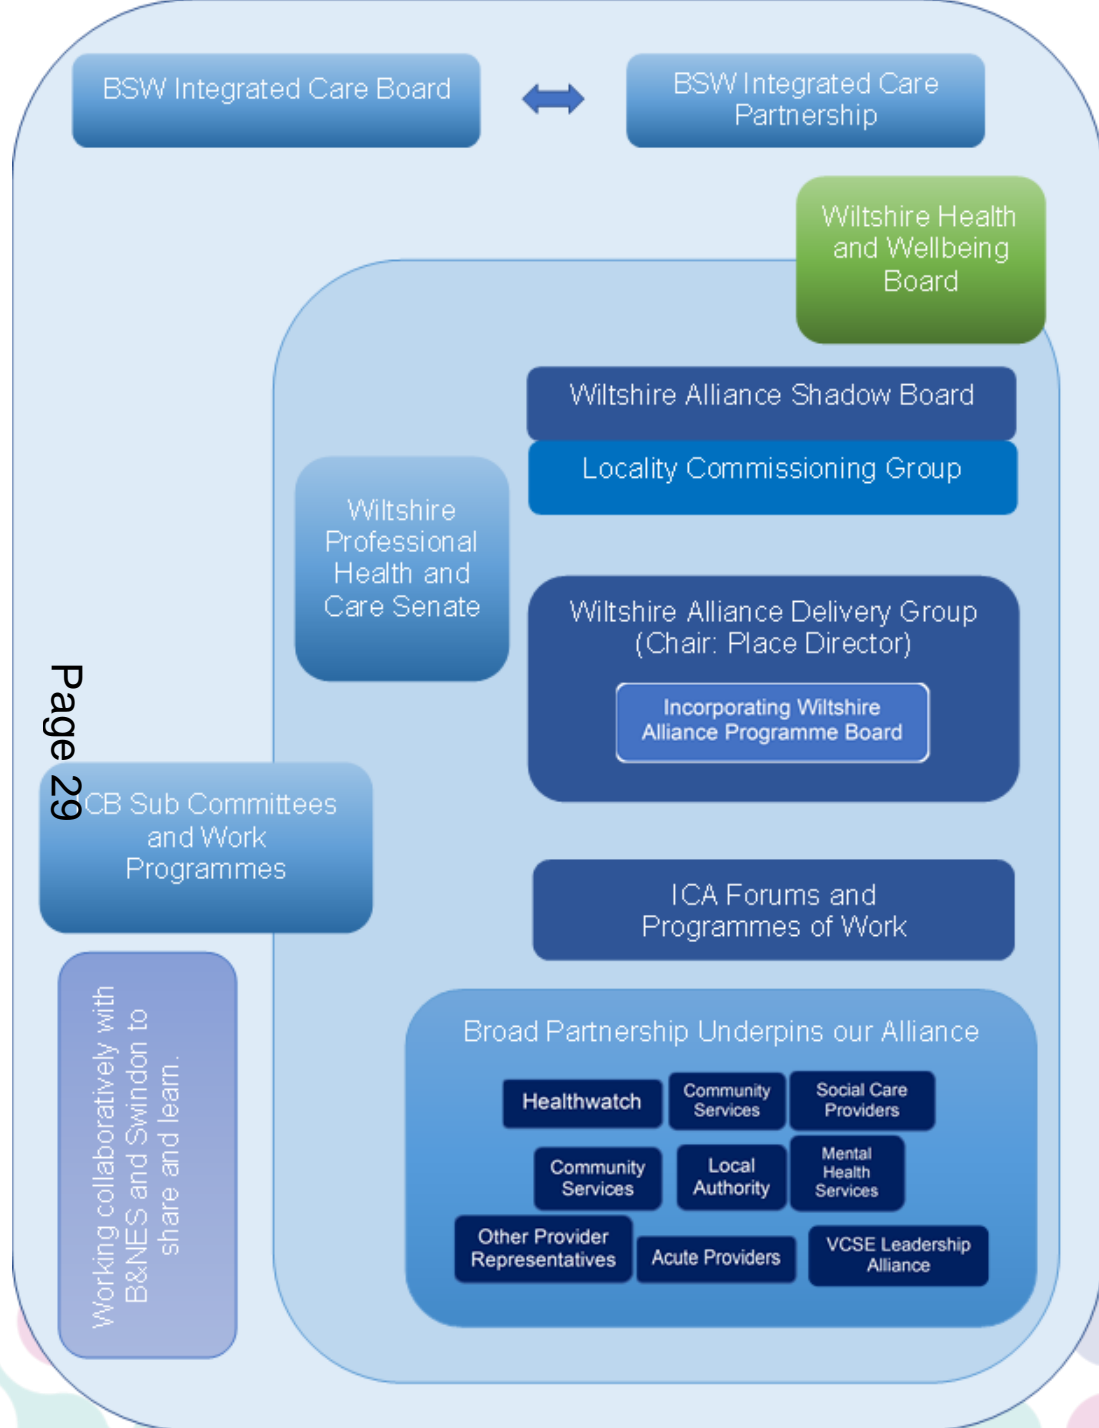 BSW Integrated Care Board
BSW Integrated Care
Partnership
Wiltshire Health
and Wellbeing
Board
Wiltshire Alliance Shadow Board
Locality Commissioning Group
Wiltshire
Professional
Health and
Care Senate
Wiltshire Alliance Delivery Group
(Chair: Place Director)
Incorporating Wiltshire
Alliance Programme Board
Page 29
ICB Sub Committees
and Work
Programmes
ICA Forums and
Programmes of Work
Working collaboratively with
B&NES and Swindon to
share and learn.
Broad Partnership Underpins our Alliance
Healthwatch
Community
Services
Social Care
Providers
Community
Services
Local
Authority
Mental
Health
Services
Other Provider
Representatives
Acute Providers
VCSE Leadership
Alliance